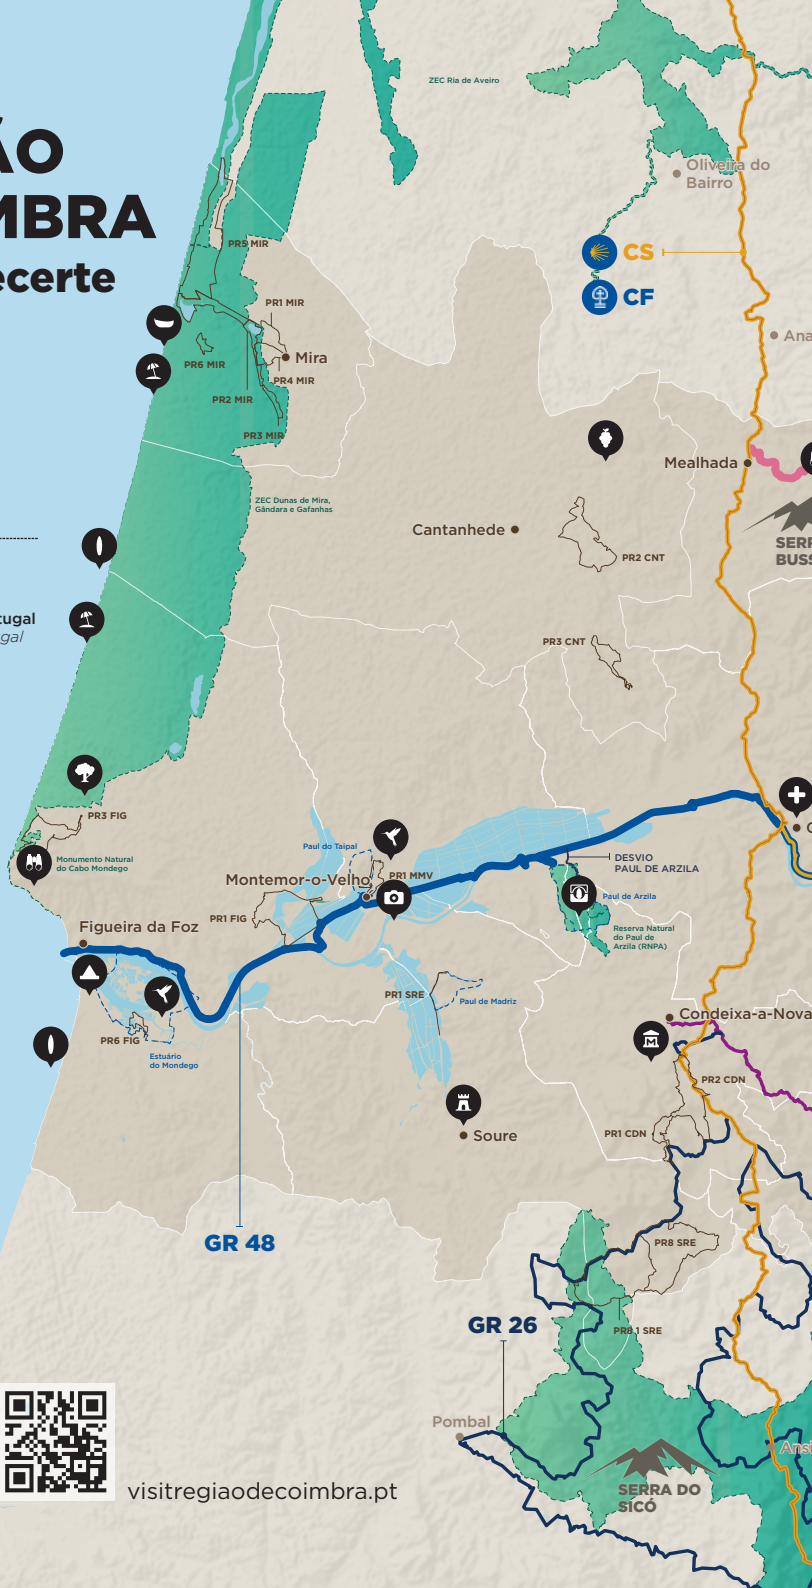 ZEC Ria de Aveiro
ÃO
MBRA
ecerte
Oliveira do
Bairro
PR5 MIR
CS
CF
PR1 MIR
Ana
Mira
PR6 MIR
PR4 MIR
PR2 MIR
PR3 MIR
Mealhada
ZEC Dunas de Mira,
Gândara e Gafanhas
Cantanhede
SERR
BUSS
PR2 CNT
tugal
gal
PR3 CNT
PR3 FIG
Paul do Taipal
Monumento Natural
do Cabo Mondego
DESVIO
PAUL DE ARZILA
Montemor-o-Velho
PR1 MMV
Paul de Arzila
PR1 FIG
Figueira da Foz
Reserva Natural
do Paul de
Arzila (RNPA)
PR1 SRE
Paul de Madriz
Condeixa-a-Nova
PR6 FIG
Estuário
do Mondego
PR2 CDN
PR1 CDN
Soure
GR 48
PR8 SRE
GR 26
PR8.1 SRE
Pombal
Ansi
SERRA DO
SICÓ
visitregiaodecoimbra.pt